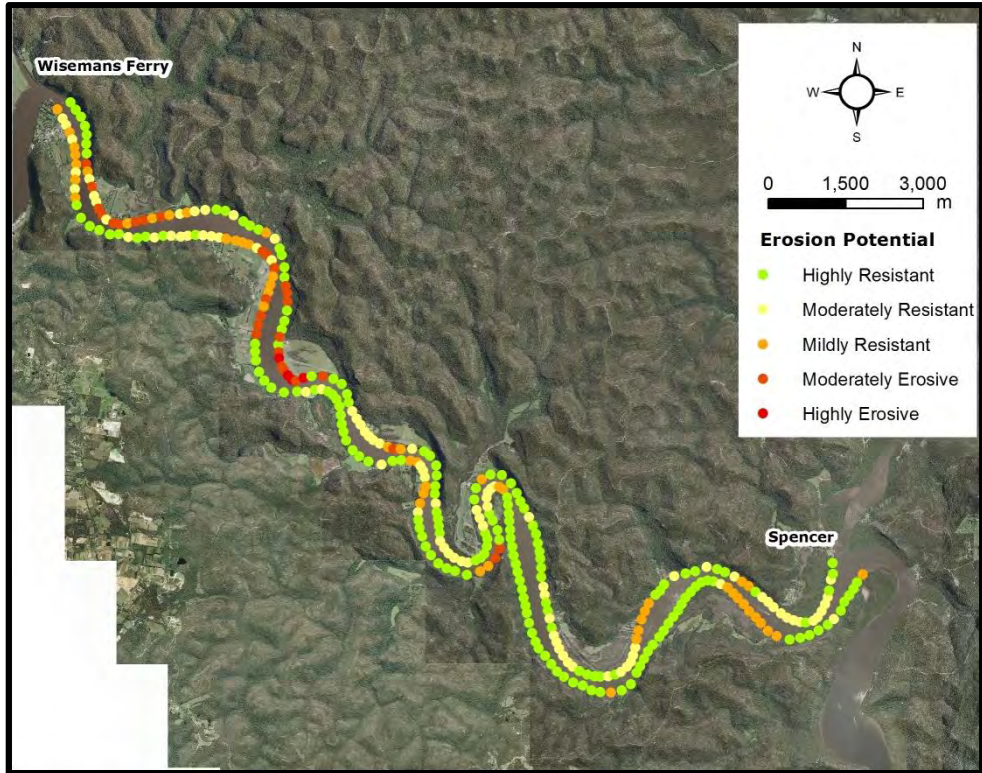 Wisemans Ferry
N
W E
S
0 1,500 3,000
m
Erosion Potential
Highly Resistant
Moderately Resistant
Mildly Resistant
Moderately Erosive
Highly Erosive
Spencer